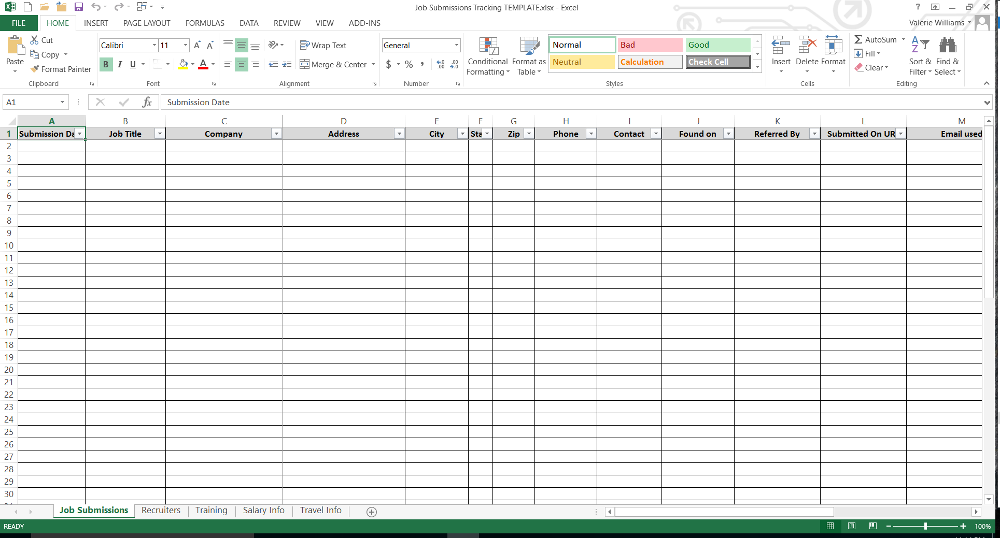 Job Submissions Tracking TEMPLATE.xlsx - Excel
?
FILE HOME INSERT PAGE LAYOUT FORMULAS DATA REVIEW VIEW ADD-INS Valerie Williams
Paste
Cut
Copy
Format Painter
Clipboard
Calibri 11
B I U
Font
Wrap Text
Merge & Center
Alignment
General
$ % ,
Number
Conditional Formatting
Format as Table
Normal Bad Good
Neutral Calculation Check Cell
Styles
Insert Delete Format
Cells
AutoSum
Fill
Clear
Sort & Filter
Find & Select
Editing
A1 fx Submission Date
A B C D E F G H I J K L M
1 Submission Da Job Title Company Address City Sta Zip Phone Contact Found on Referred By Submitted On UR Email used
2
3
4
5
6
7
8
9
10
11
12
13
14
15
16
17
18
19
20
21
22
23
24
25
26
27
28
29
30
Job Submissions Recruiters Training Salary Info Travel Info
READY 100%